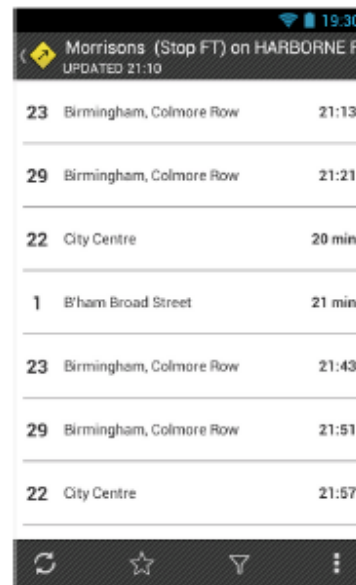 19:30
Morrisons (Stop FT) on HARBORNE
UPDATED 21:10
23 Birmingham, Colmore Row 21:13
29 Birmingham, Colmore Row 21:21
22 City Centre 20 min
1 B'ham Broad Street 21 min
23 Birmingham, Colmore Row 21:43
29 Birmingham, Colmore Row 21:51
22 City Centre 21:57